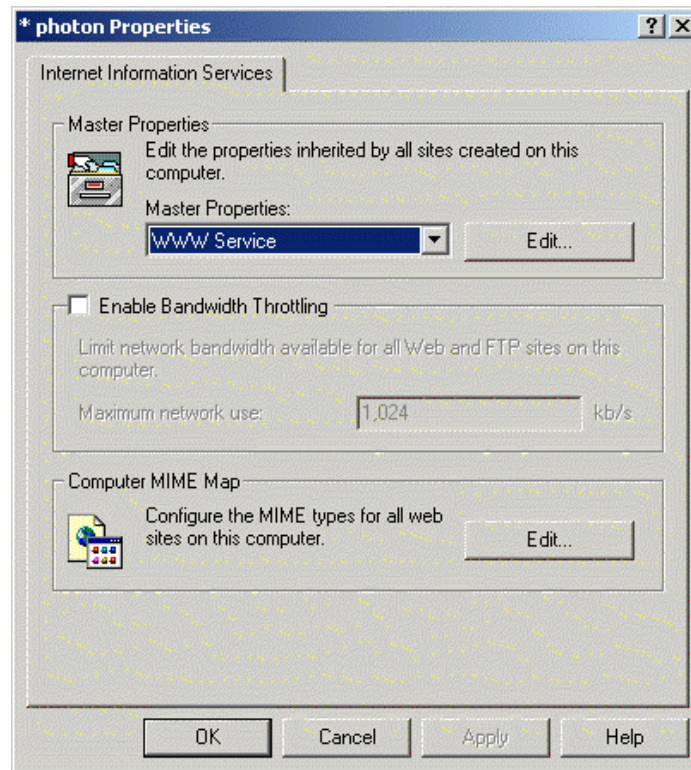 * photon Properties
Internet Information Services
Master Properties
Edit the properties inherited by all sites created on this
computer.
Master Properties:
WWW Service
Edit...
Enable Bandwidth Throttling
Limit network bandwidth available for all Web and FTP sites on this
computer.
Maximum network use:
1,024
kb/s
Computer MIME Map
Configure the MIME types for all web
sites on this computer.
Edit...
OK
Cancel
Apply
Help